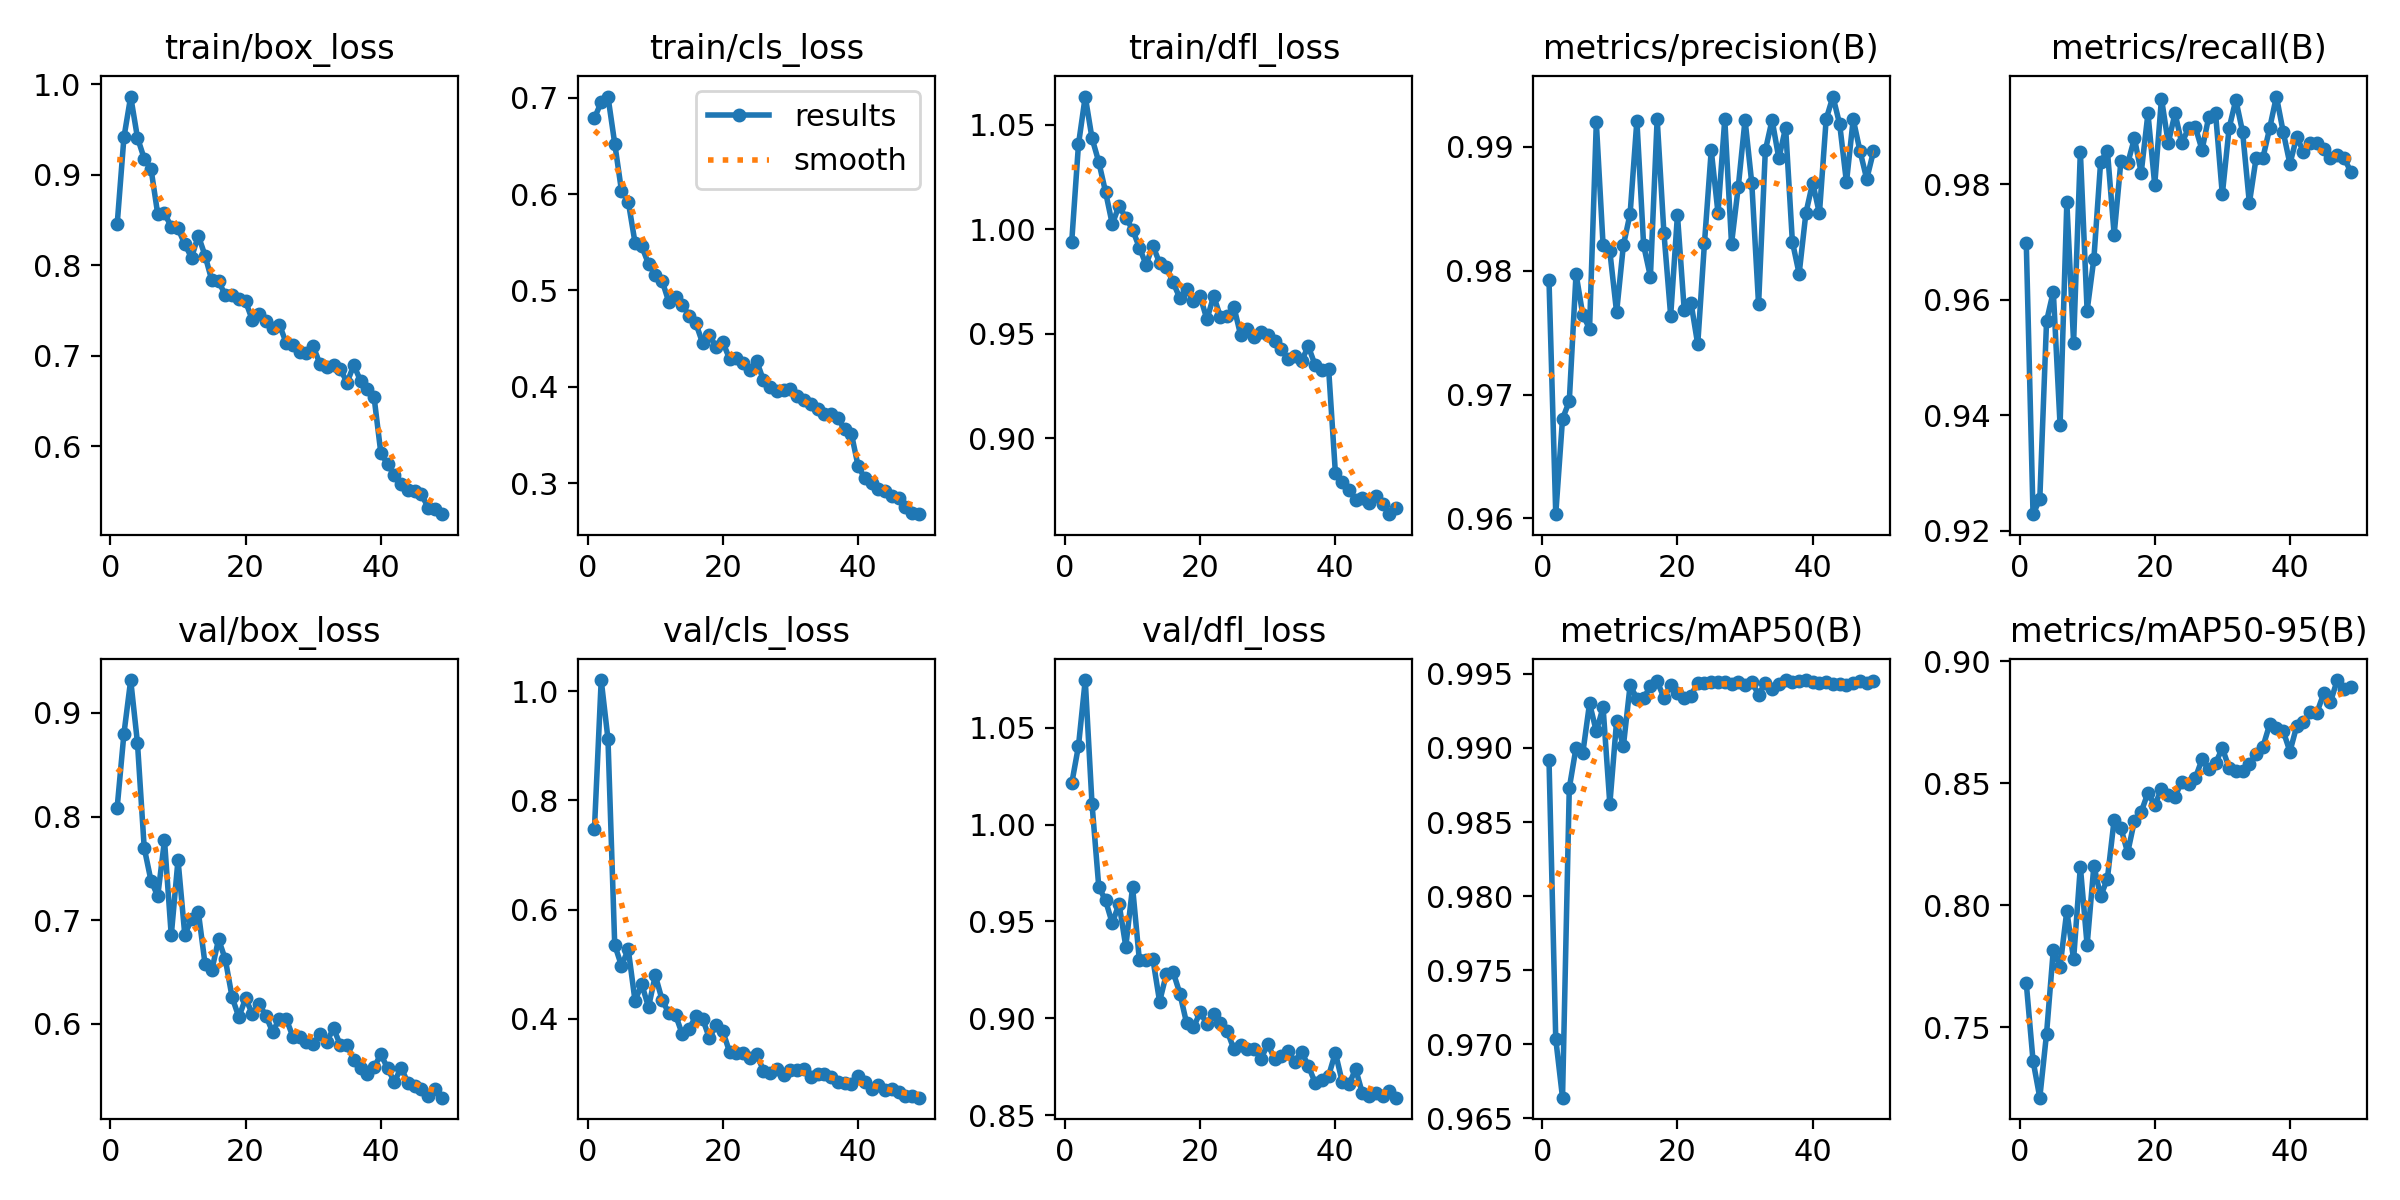 train/box_loss
1.0
0.9
0.8
0.7
0.6
0 20 40
train/cls_loss
results
smooth
0.7
0.6
0.5
0.4
0.3
0 20 40
train/dfl_loss
1.05
1.00
0.95
0.90
0 20 40
metrics/precision(B)
0.99
0.98
0.97
0.96
0 20 40
metrics/recall(B)
0.98
0.96
0.94
0.92
0 20 40
val/box_loss
0.9
0.8
0.7
0.6
0 20 40
val/cls_loss
1.0
0.8
0.6
0.4
0 20 40
val/dfl_loss
1.05
1.00
0.95
0.90
0.85
0 20 40
metrics/mAP50(B)
0.995
0.990
0.985
0.980
0.975
0.970
0.965
0 20 40
metrics/mAP50-95(B)
0.90
0.85
0.80
0.75
0 20 40